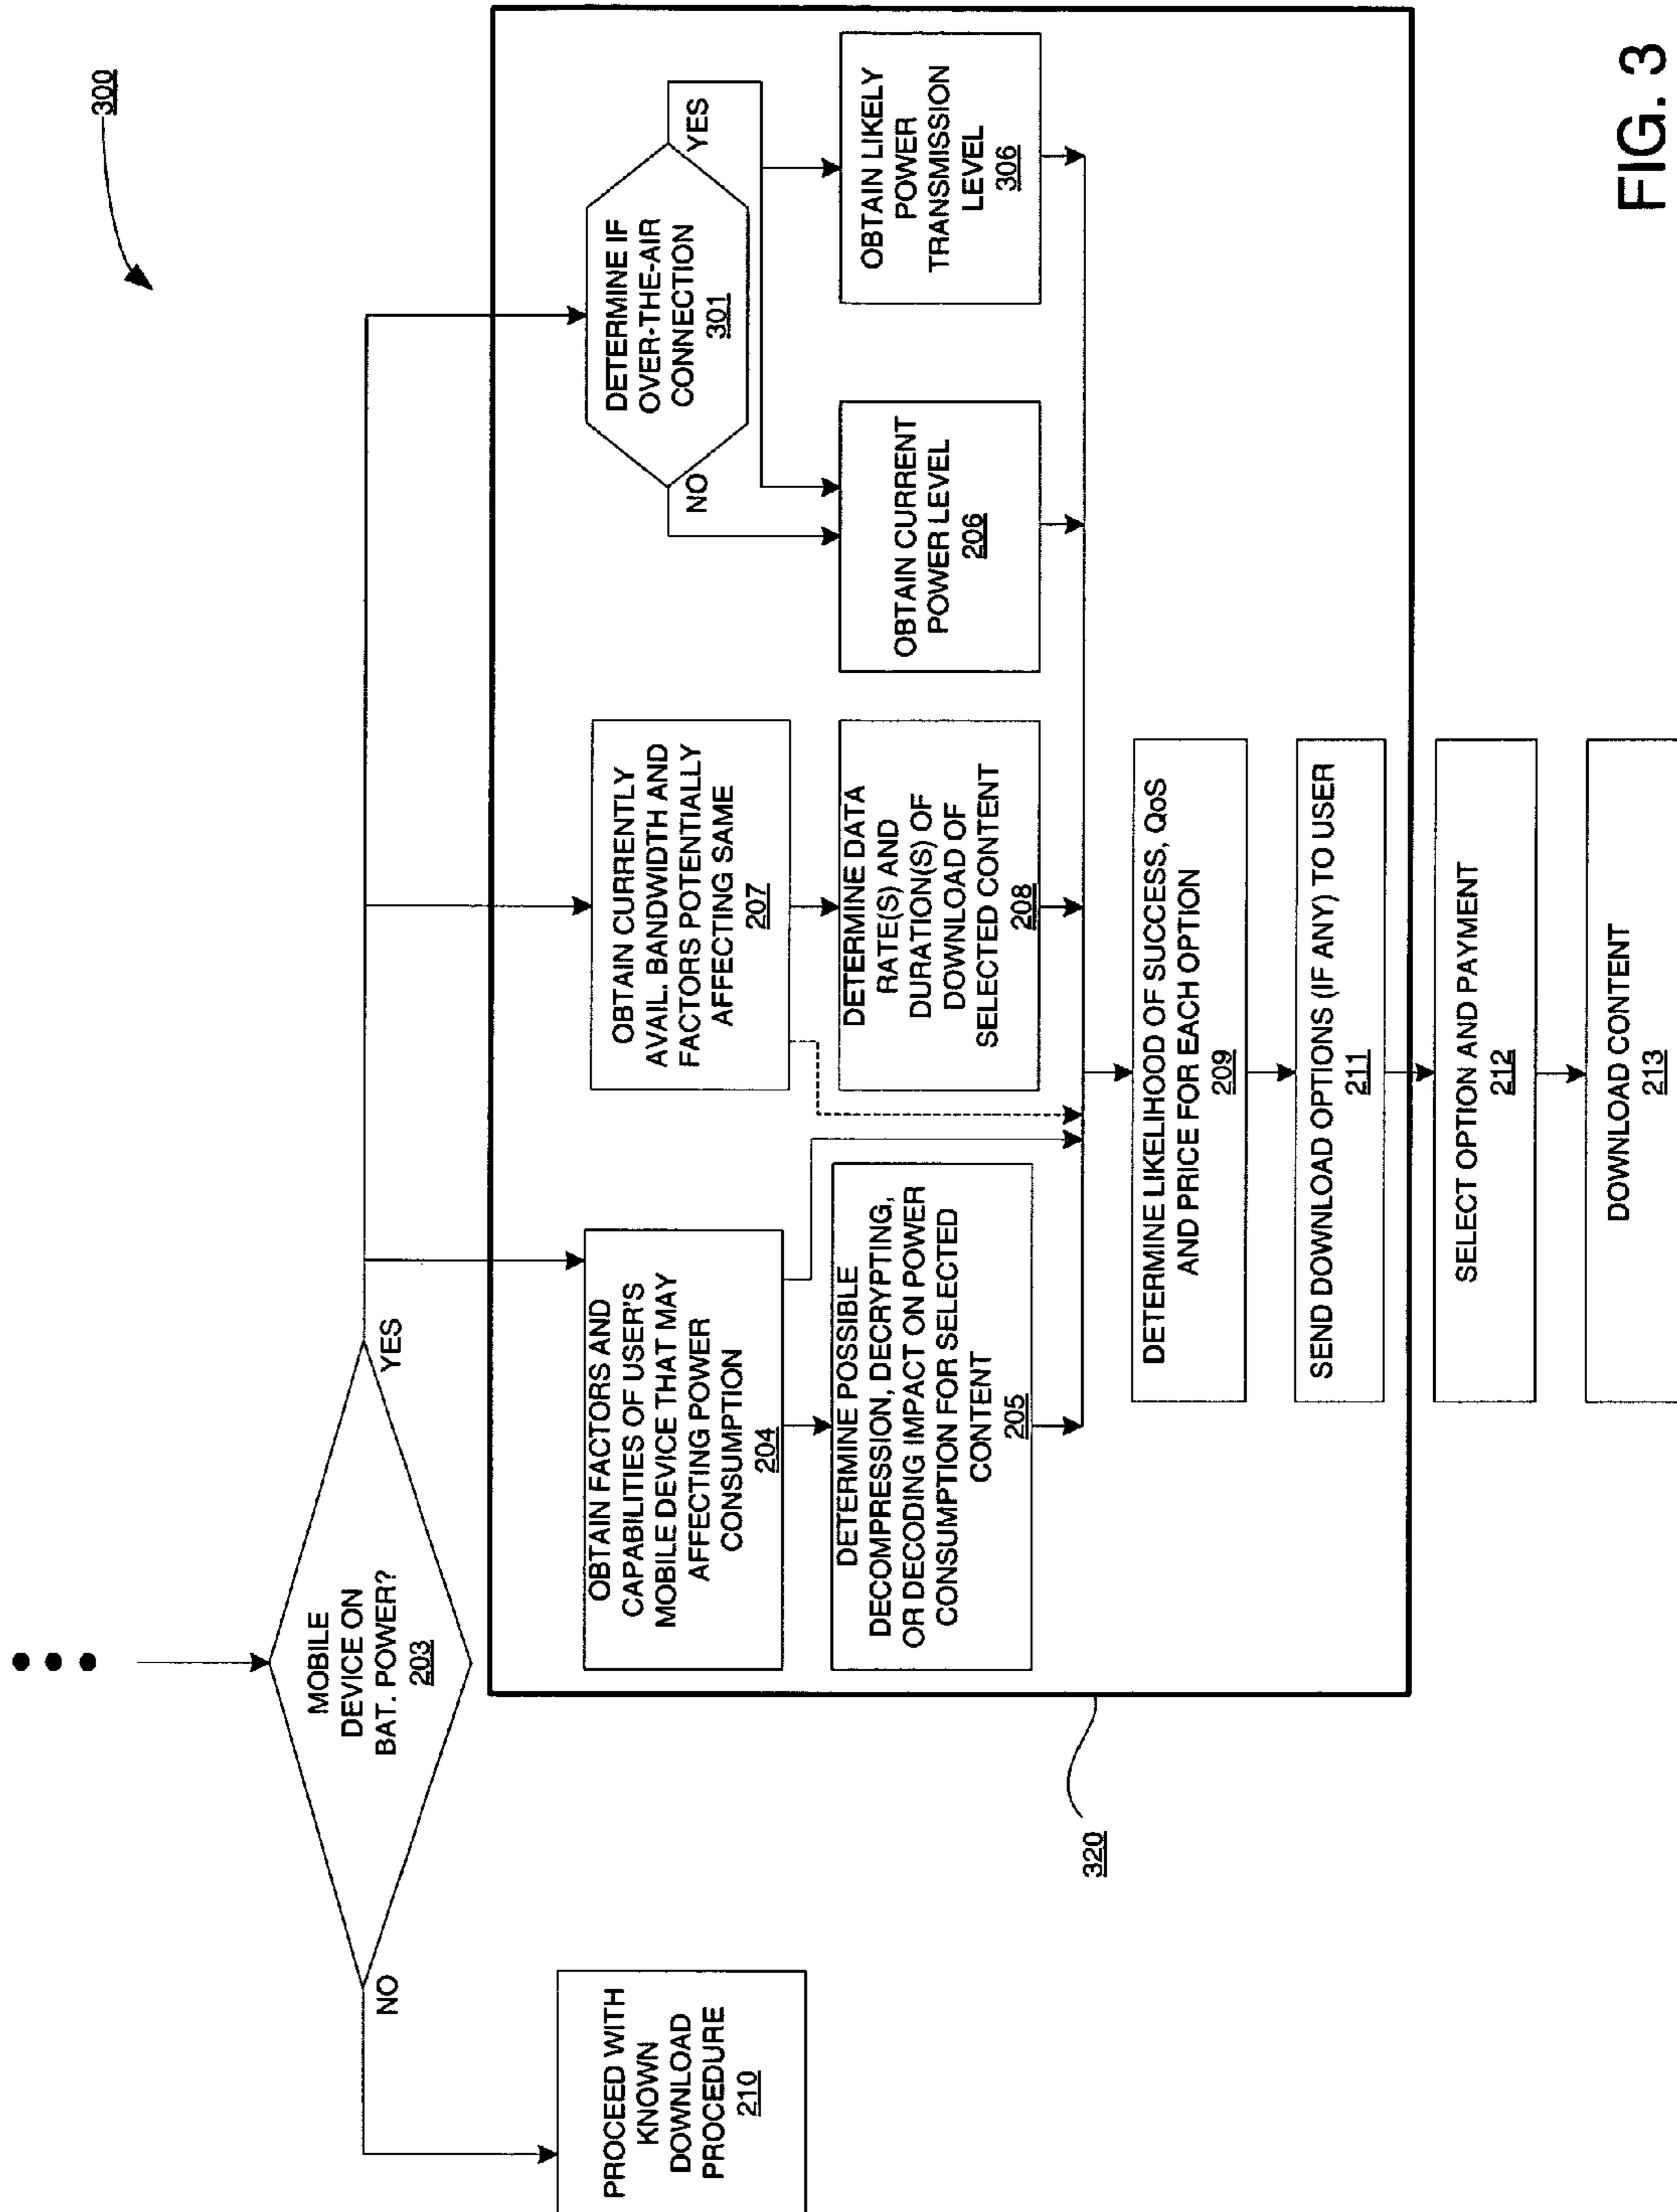 300
MOBILE
DEVICE ON
BAT. POWER?
203
NO
YES
PROCEED WITH
KNOWN
DOWNLOAD
PROCEDURE
210
OBTAIN FACTORS AND
CAPABILITIES OF USER'S
MOBILE DEVICE THAT MAY
AFFECTING POWER
CONSUMPTION
204
OBTAIN CURRENTLY
AVAIL. BANDWIDTH AND
FACTORS POTENTIALLY
AFFECTING SAME
207
DETERMINE IF
OVER-THE-AIR
CONNECTION
301
NO
YES
DETERMINE POSSIBLE
DECOMPRESSION, DECRYPTING,
OR DECODING IMPACT ON POWER
CONSUMPTION FOR SELECTED
CONTENT
205
DETERMINE DATA
RATE(S) AND
DURATION(S) OF
DOWNLOAD OF
SELECTED CONTENT
208
OBTAIN CURRENT
POWER LEVEL
206
OBTAIN LIKELY
POWER
TRANSMISSION
LEVEL
306
320
DETERMINE LIKELIHOOD OF SUCCESS, QoS
AND PRICE FOR EACH OPTION
209
SEND DOWNLOAD OPTIONS (IF ANY) TO USER
211
SELECT OPTION AND PAYMENT
212
DOWNLOAD CONTENT
213
FIG. 3